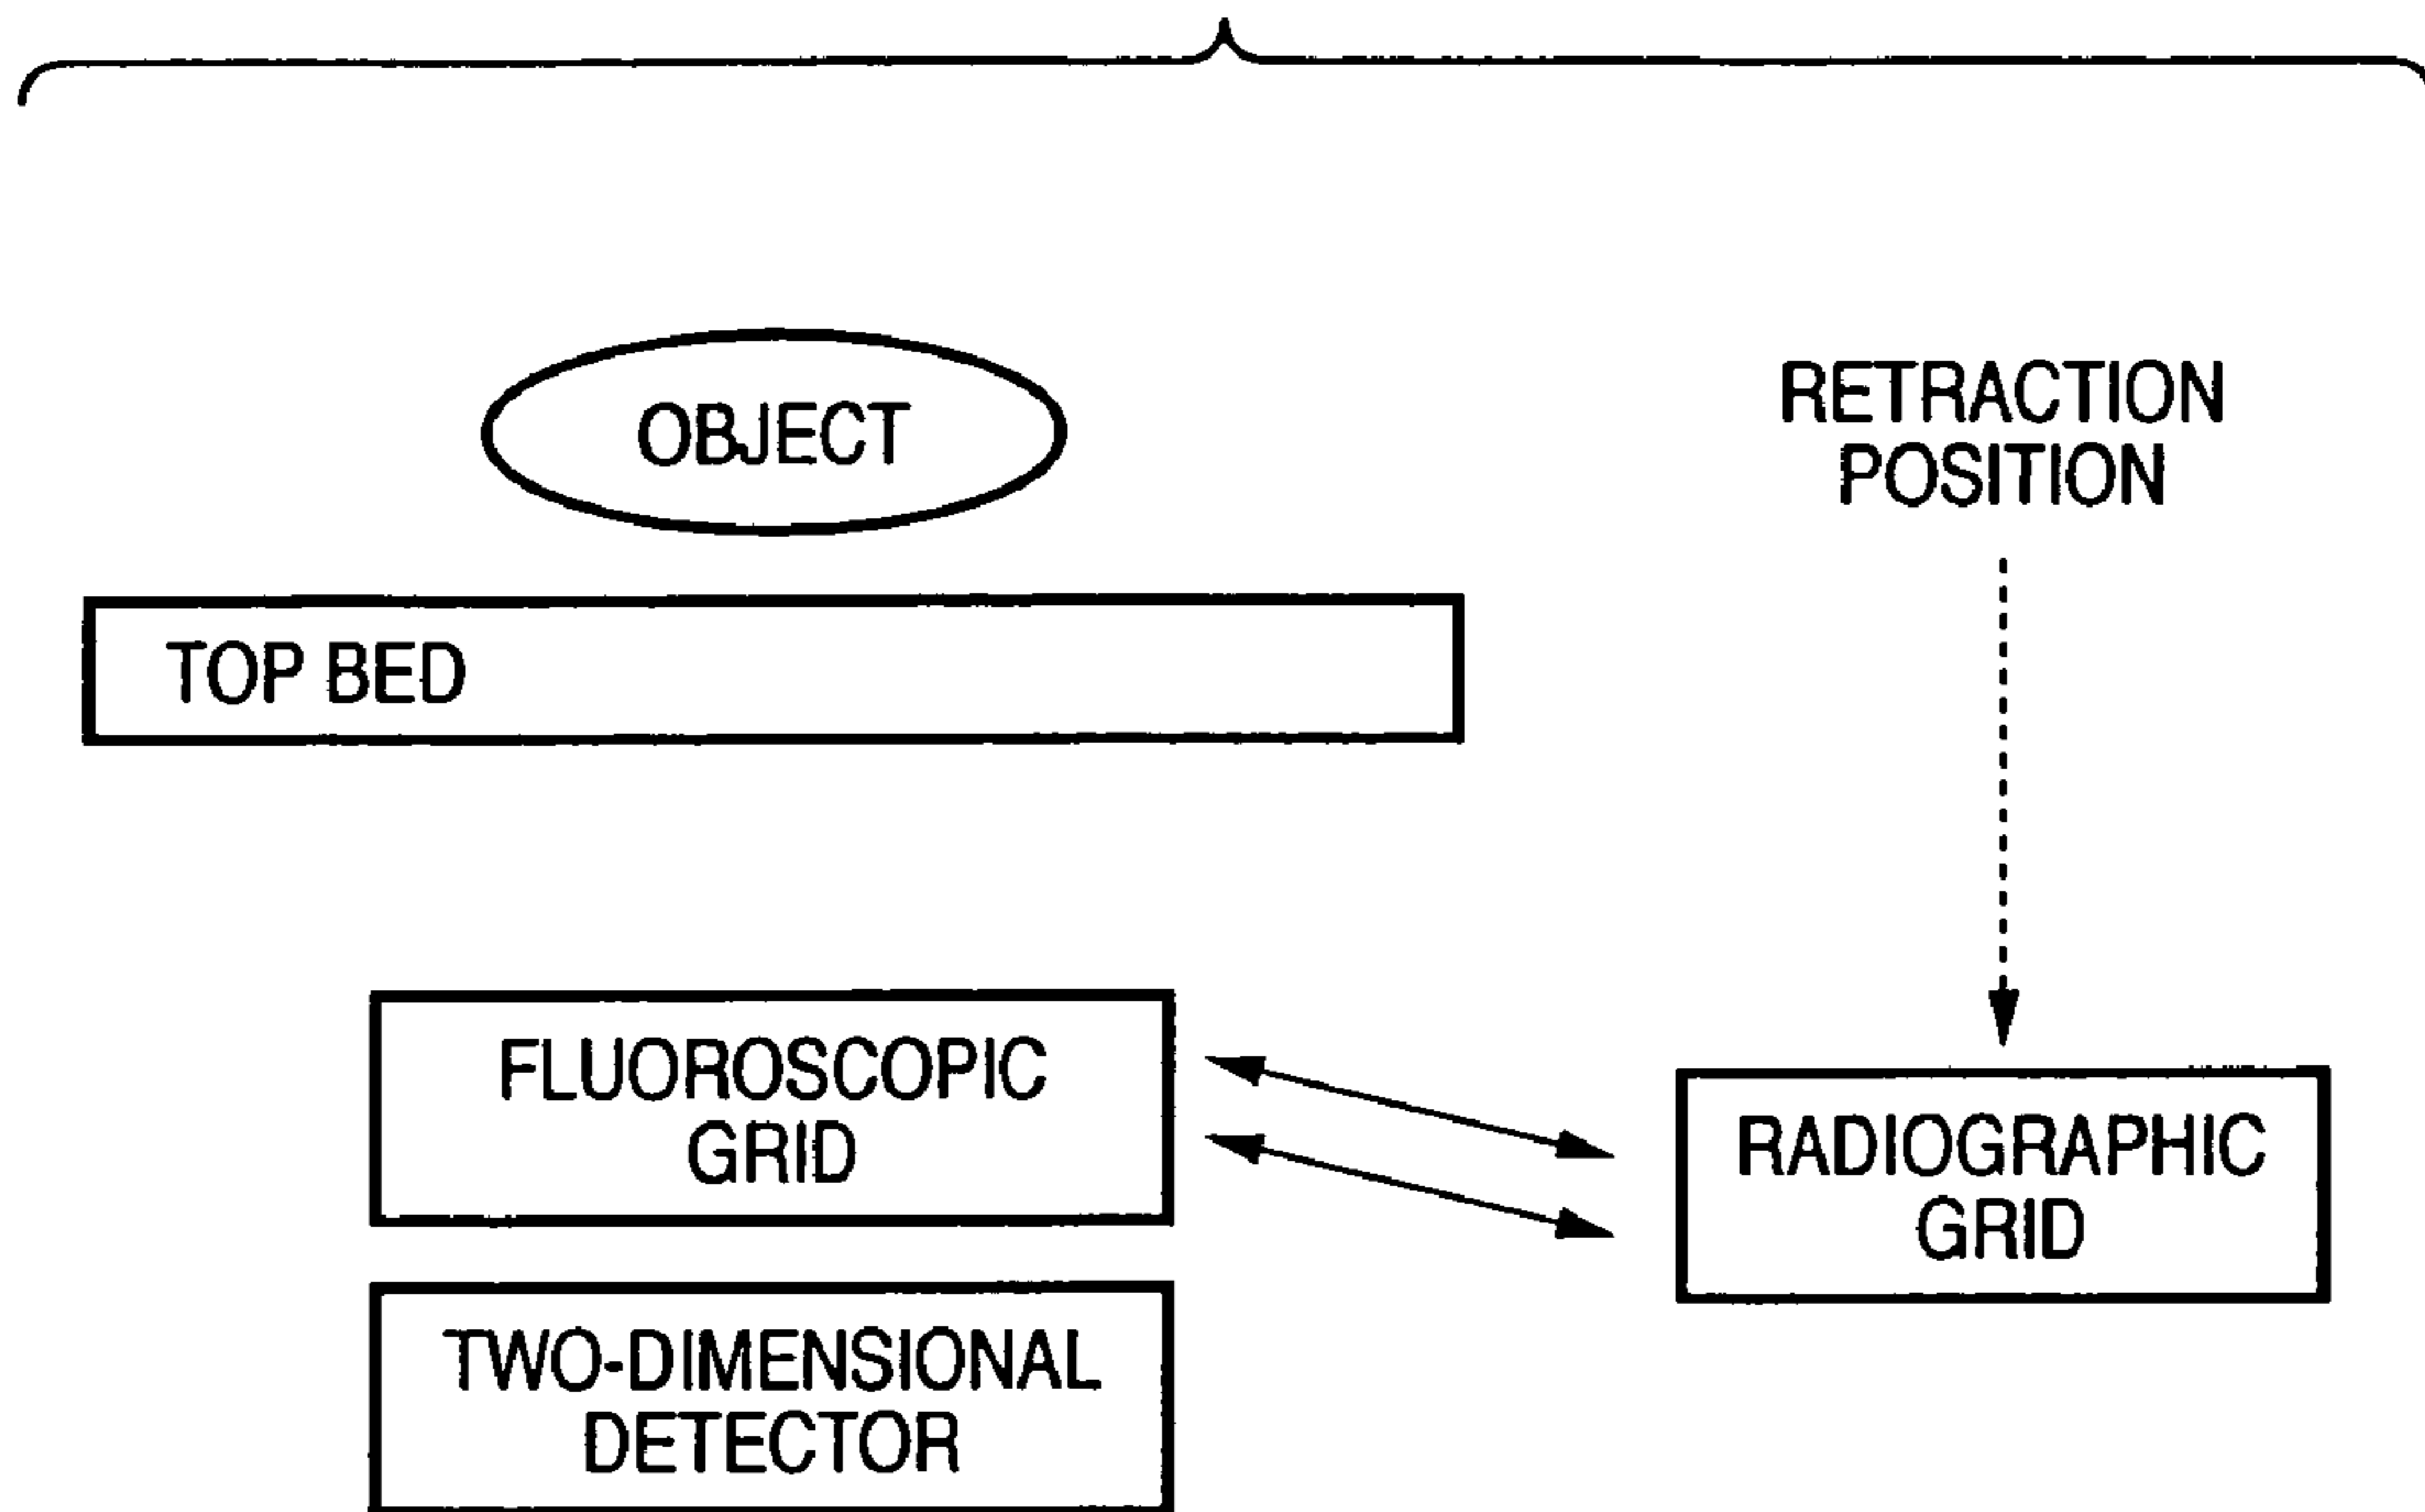 OBJECT
RETRACTION
POSITION
TOP BED
FLUOROSCOPIC
GRID
RADIOGRAPHIC
GRID
TWO-DIMENSIONAL
DETECTOR